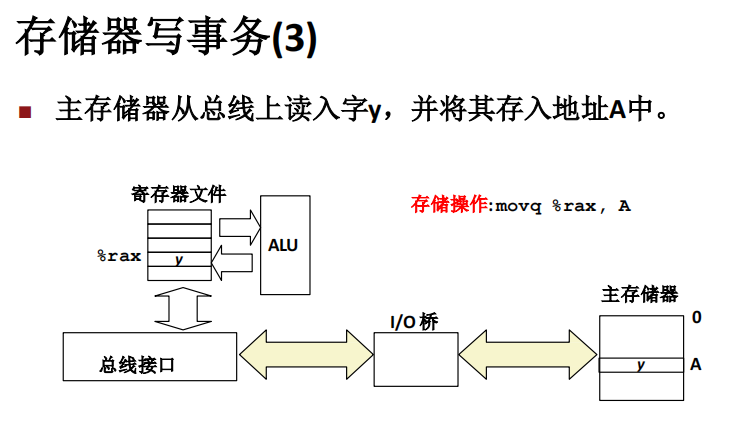 存储器写事务(3)
■ 主存储器从总线上读入字y，并将其存入地址A中。
寄存器文件
存储操作:movq %rax, A
ALU
%rax
y
主存储器
0
I/O 桥
总线接口
y
A